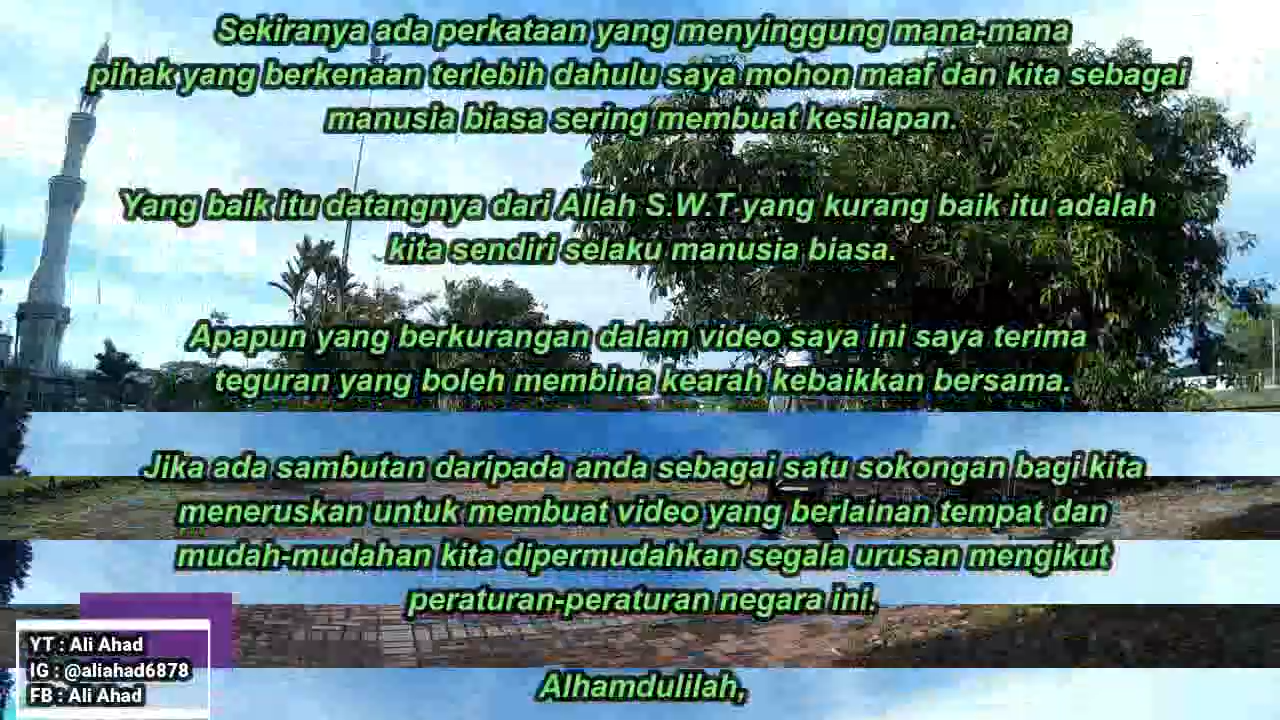 Sekiranya ada perkataan yang menyinggung mana-mana
pihak yang berkenaan terlebih dahulu saya mohon maaf dan kita sebagai
manusia biasa sering membuat kesilapan.
Yang baik itu datangnya dari Allah S.W.T yang kurang baik itu adalah
kita sendiri selaku manusia biasa.
Apapun yang berkurangan dalam video saya ini saya terima
teguran yang boleh membina kearah kebaikkan bersama.
Jika ada sambutan daripada anda sebagai satu sokongan bagi kita
meneruskan untuk membuat video yang berlainan tempat dan
mudah-mudahan kita dipermudahkan segala urusan mengikut
peraturan-peraturan negara ini.
Alhamdulilah,
YT : Ali Ahad
IG : @aliahad6878
FB : Ali Ahad